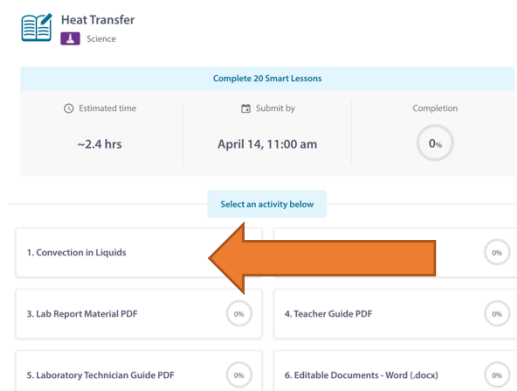 Heat Transfer
Science
Complete 20 Smart Lessons
Estimated time
Submit by
Completion
~2.4 hrs
April 14, 11:00 am
0%
Select an activity below
1. Convection in Liquids
0%
3. Lab Report Material PDF
0%
4. Teacher Guide PDF
0%
5. Laboratory Technician Guide PDF
0%
6. Editable Documents - Word (.docx)
0%